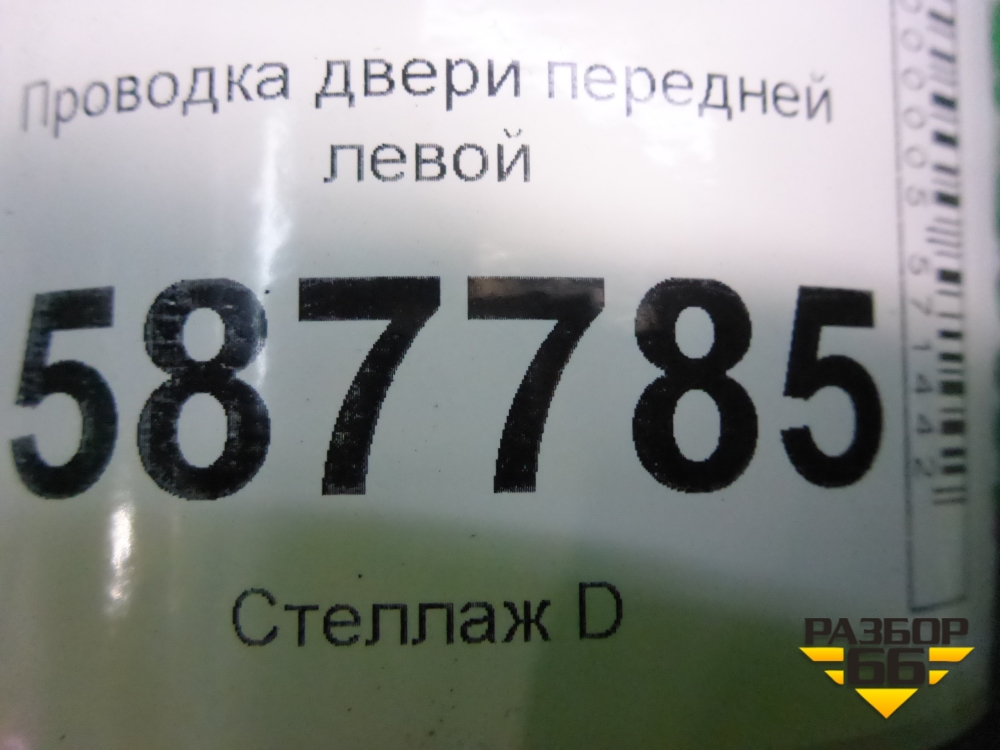 Проводка двери передней
левой
587785
Стеллаж D
РАЗБОР
66